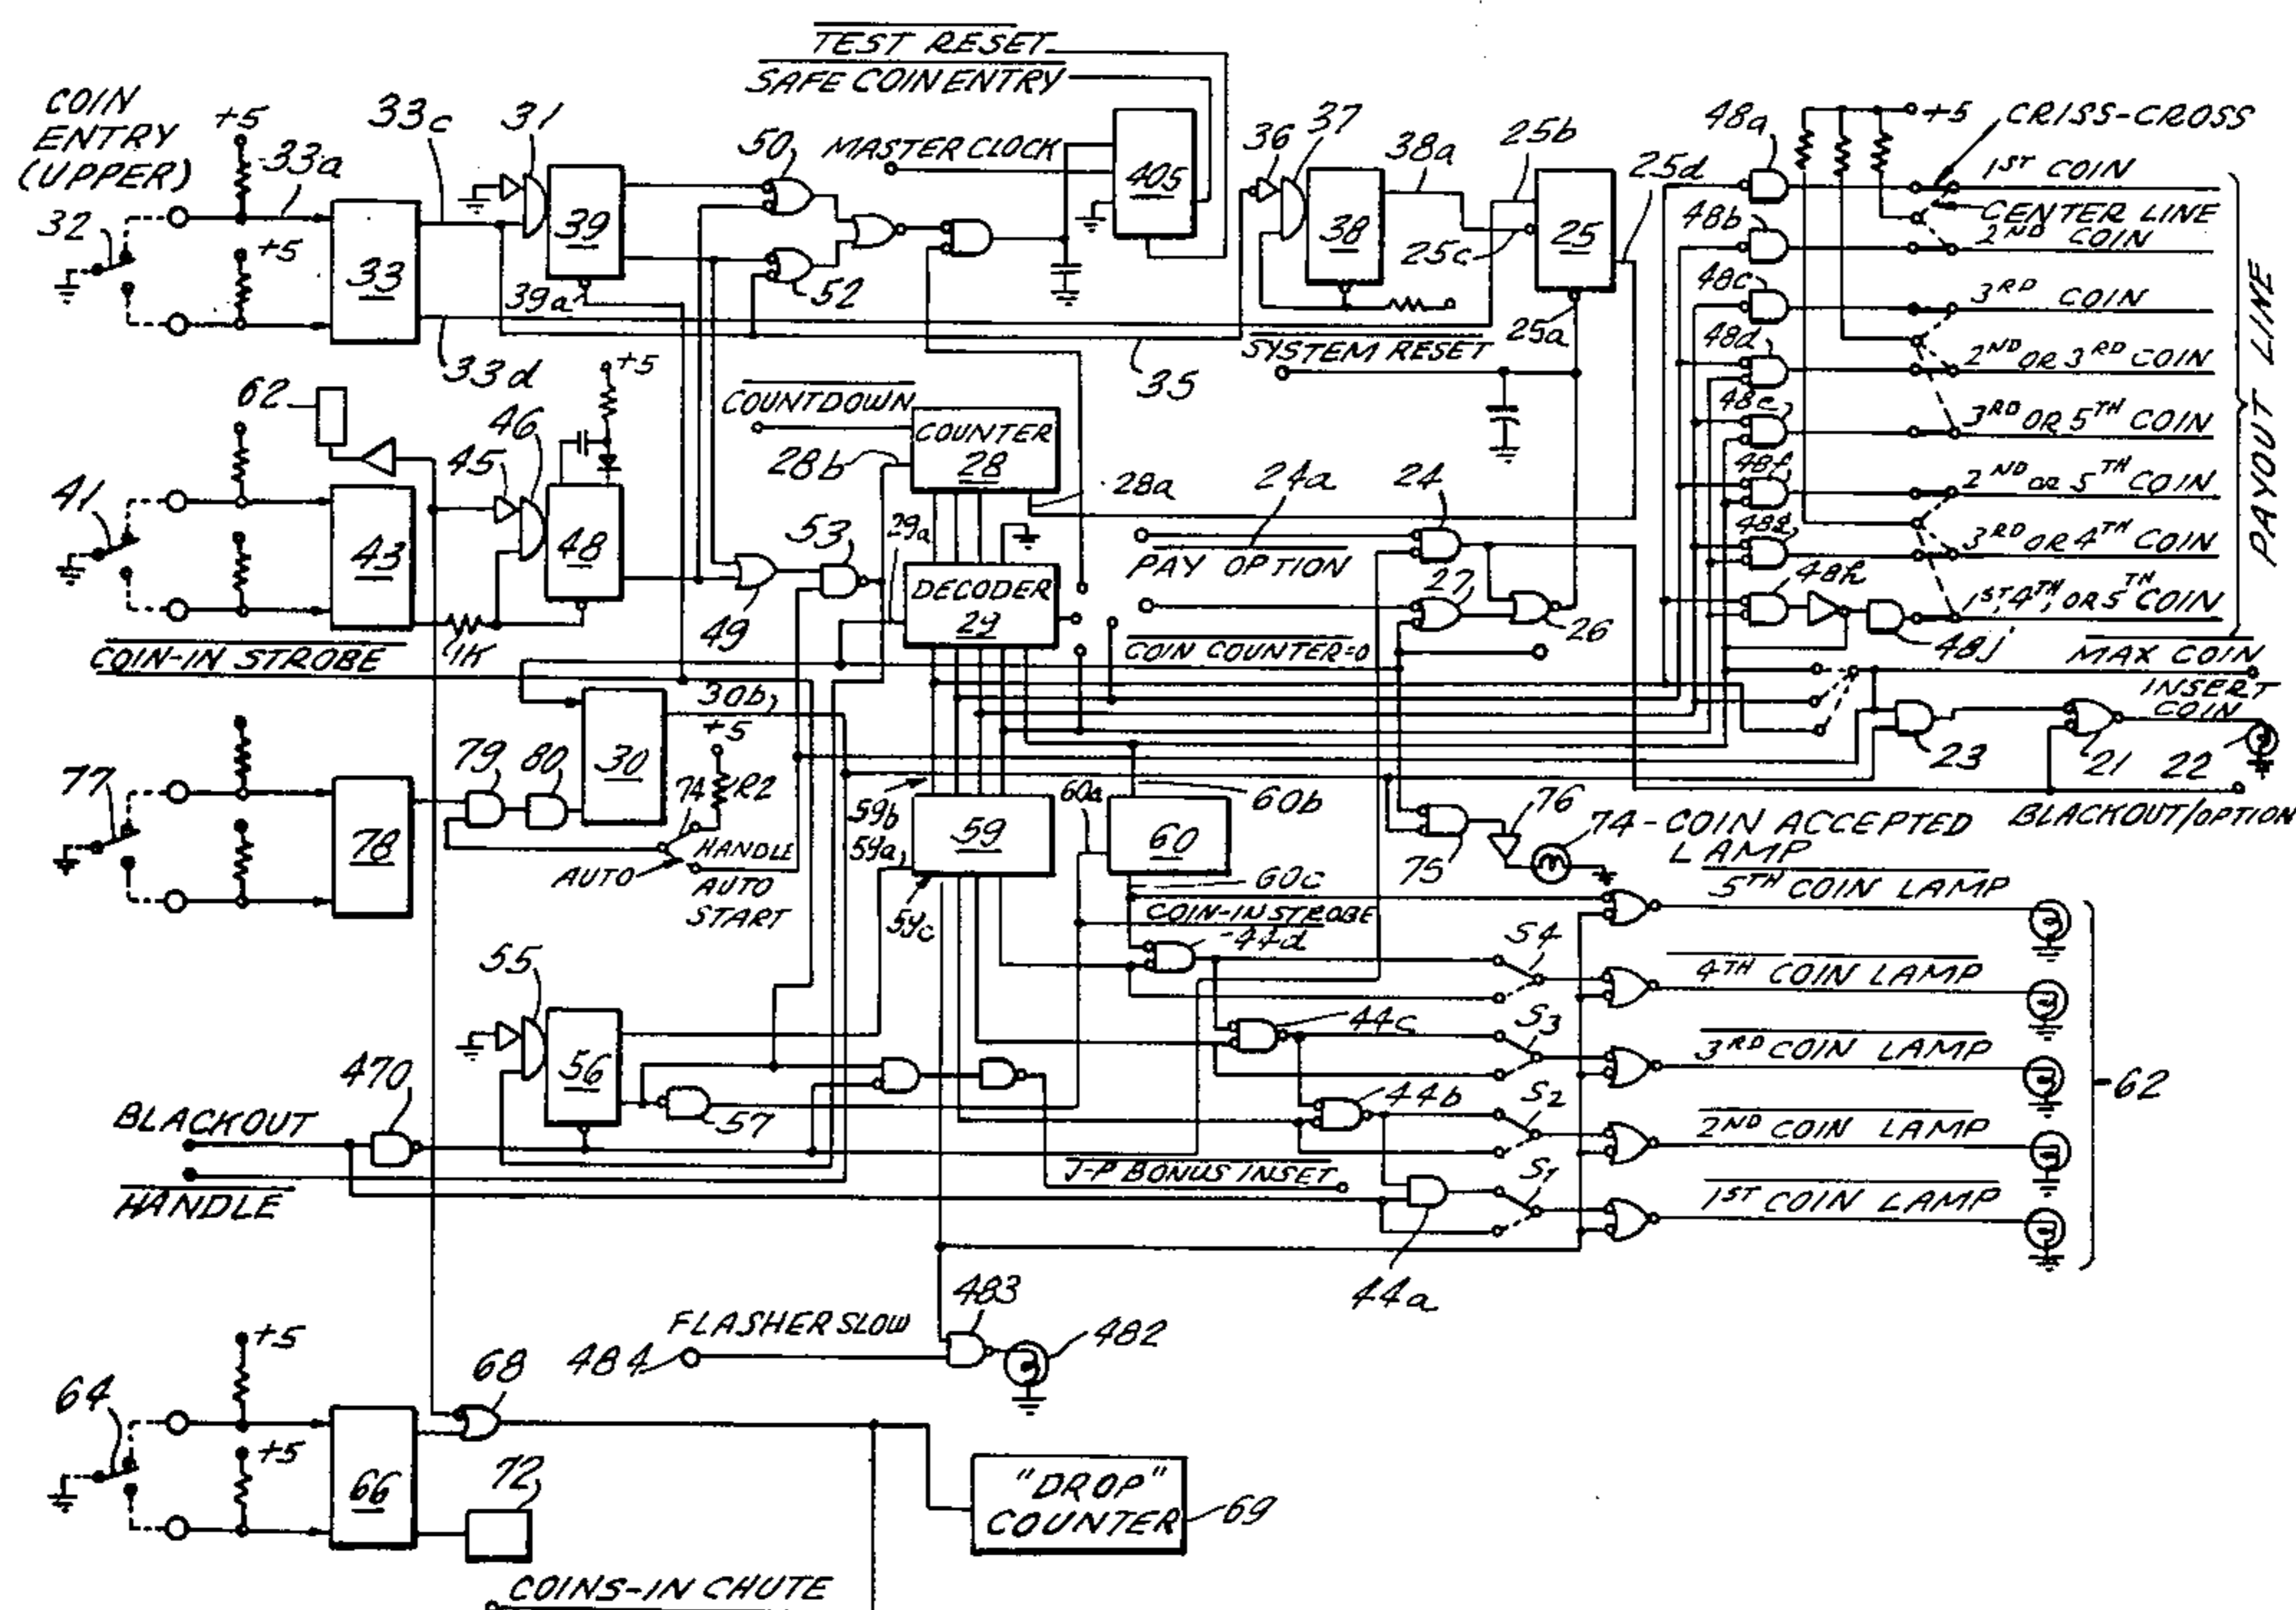 TEST RESET
SAFE COIN ENTRY
COIN
ENTRY
(UPPER)
+5
33a
33c
31
50
MASTER CLOCK
405
36
37
38a
25b
25d
48a
+5
CRISS-CROSS
1ST COIN
CENTER LINE
2ND COIN
32
+5
33
39
39a
52
38
25c
25
25a
48b
48c
3RD COIN
48d
2ND OR 3RD COIN
33d
SYSTEM RESET
35
62
+5
COUNTDOWN
COUNTER
28
28b
28a
24a
24
48e
3RD OR 5TH COIN
48f
2ND OR 5TH COIN
48g
3RD OR 4TH COIN
48h
1ST, 4TH, OR 5TH COIN
48j
PAYOUT LINE
41
45
46
43
48
53
29a
PAY OPTION
27
26
DECODER
29
49
1K
COIN-IN STROBE
COIN COUNTER=0
MAX COIN
INSERT
COIN
30b
+5
30
74
R2
HANDLE
AUTO
AUTO
START
77
79
80
78
59b
59a
59
59c
60a
60b
60
60c
23
21
22
BLACKOUT/OPTION
76
75
74-COIN ACCEPTED
LAMP
5TH COIN LAMP
COIN-IN STROBE
44d
S4
4TH COIN LAMP
55
56
57
44c
S3
3RD COIN LAMP
62
470
BLACKOUT
44b
S2
2ND COIN LAMP
J-P BONUS INSET
S1
1ST COIN LAMP
HANDLE
44a
483
FLASHER SLOW
484
482
+5
64
68
+5
66
72
"DROP"
COUNTER
69
COINS-IN CHUTE